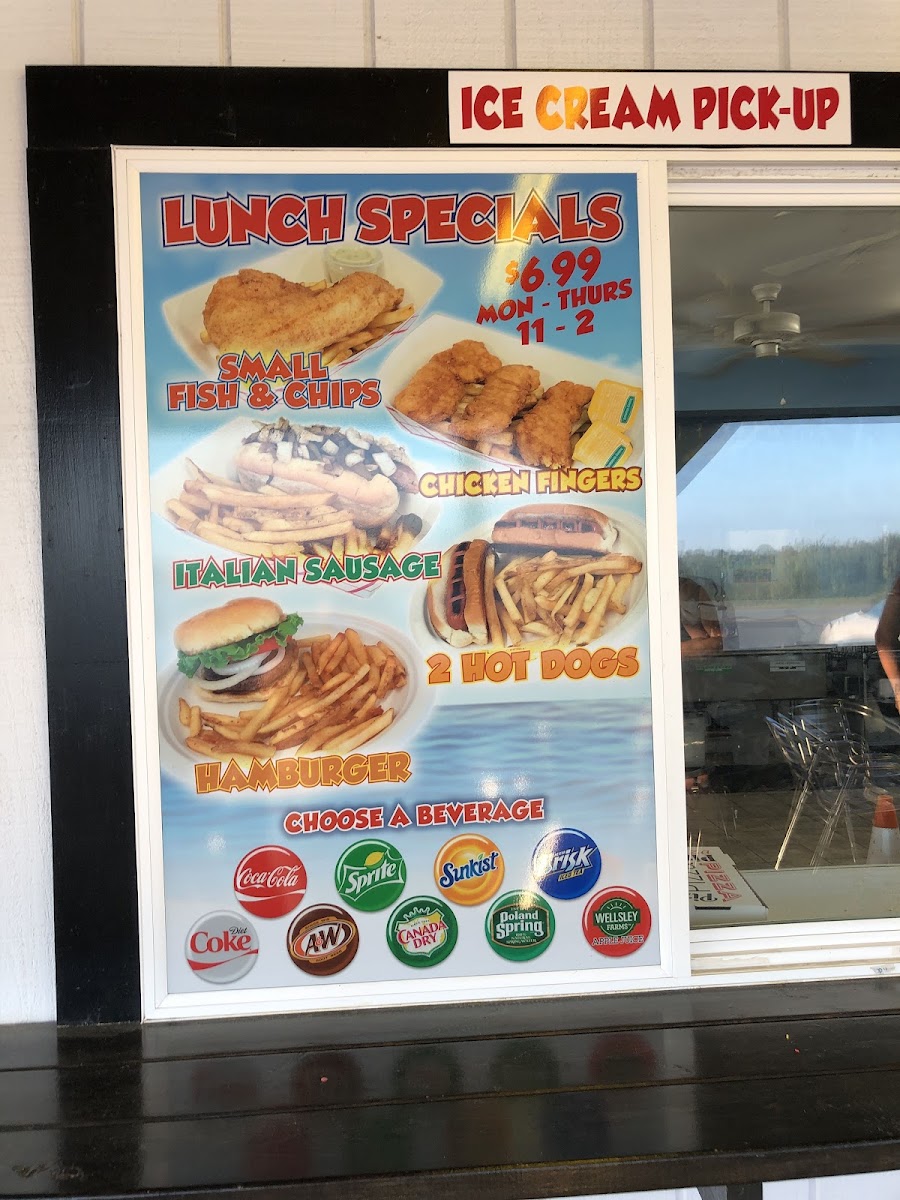 ICE CREAM PICK-UP
LUNCH SPECIALS
$6.99
MON - THURS
11 - 2
SMALL
FISH & CHIPS
CHICKEN FINGERS
ITALIAN SAUSAGE
2 HOT DOGS
HAMBURGER
CHOOSE A BEVERAGE
Coca-Cola
Sprite
Sunkist
Brisk
ICED TEA
Diet
Coke
A&W
CANADA
DRY
Poland
Spring
WELLSLEY
FARMS
APPLE JUICE